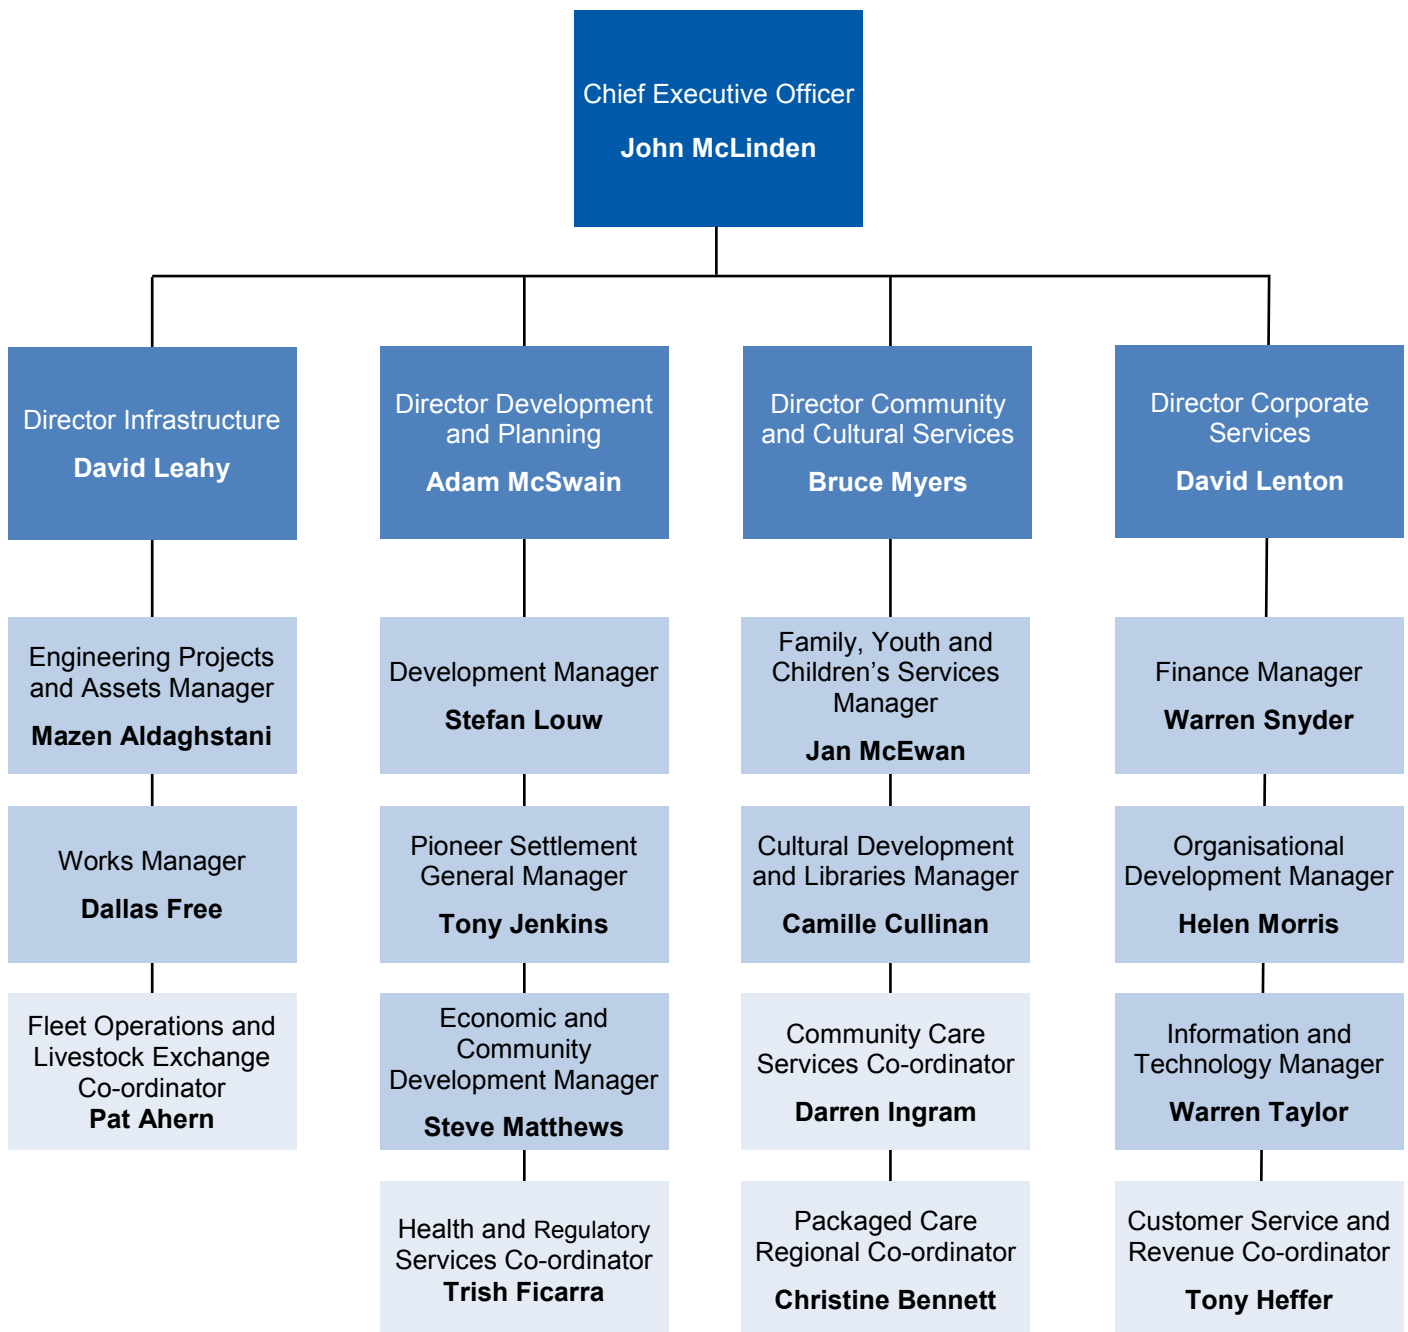 Chief Executive Officer
John McLinden
Director Infrastructure
David Leahy
Director Development
and Planning
Adam McSwain
Director Community
and Cultural Services
Bruce Myers
Director Corporate
Services
David Lenton
Engineering Projects
and Assets Manager
Mazen Aldaghstani
Development Manager
Stefan Louw
Family, Youth and
Children’s Services
Manager
Jan McEwan
Finance Manager
Warren Snyder
Works Manager
Dallas Free
Pioneer Settlement
General Manager
Tony Jenkins
Cultural Development
and Libraries Manager
Camille Cullinan
Organisational
Development Manager
Helen Morris
Fleet Operations and
Livestock Exchange
Co-ordinator
Pat Ahern
Economic and
Community
Development Manager
Steve Matthews
Community Care
Services Co-ordinator
Darren Ingram
Information and
Technology Manager
Warren Taylor
Health and Regulatory
Services Co-ordinator
Trish Ficarra
Packaged Care
Regional Co-ordinator
Christine Bennett
Customer Service and
Revenue Co-ordinator
Tony Heffer